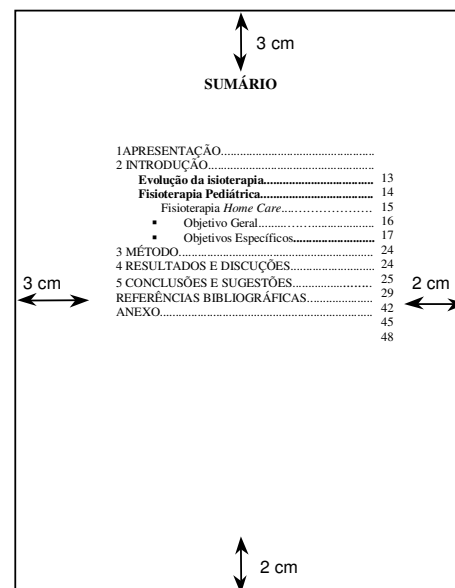 3 cm
SUMÁRIO
1APRESENTAÇÃO................................................
2 INTRODUÇÃO....................................................
Evolução da isioterapia.................................. 13
Fisioterapia Pediátrica................................... 14
Fisioterapia Home Care....……………… 15
▪ Objetivo Geral........……................. 16
▪ Objetivos Específicos......................... 17
3 MÉTODO............................................................. 24
4 RESULTADOS E DISCUÇÕES.......................... 24
5 CONCLUSÕES E SUGESTÕES................……... 25
REFERÊNCIAS BIBLIOGRÁFICAS..................... 29
ANEXO.................................................................... 42
45
48
3 cm
2 cm
2 cm